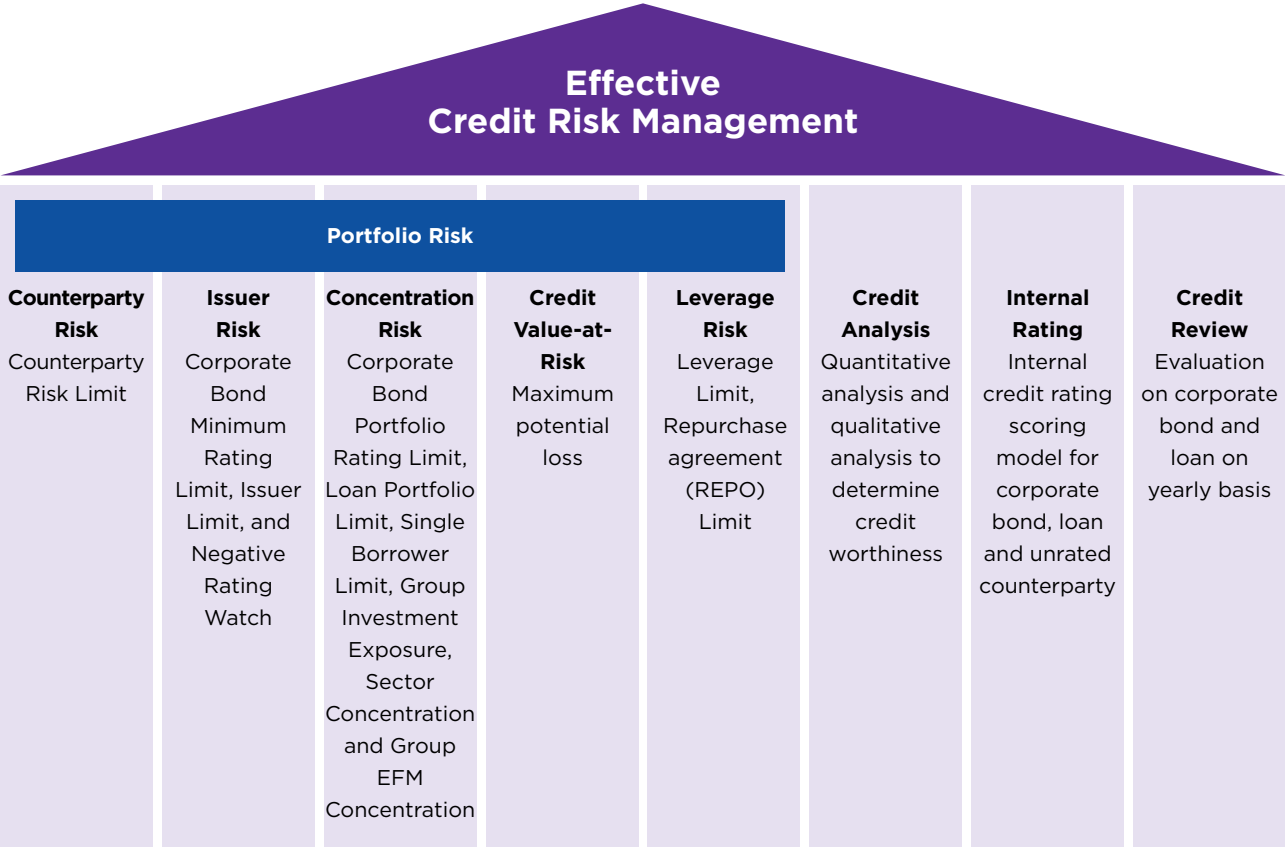 Effective
Credit Risk Management
Portfolio Risk
Counterparty
Risk
Counterparty
Risk Limit
Issuer
Risk
Corporate
Bond
Minimum
Rating
Limit, Issuer
Limit, and
Negative
Rating
Watch
Concentration
Risk
Corporate
Bond
Portfolio
Rating Limit,
Loan Portfolio
Limit, Single
Borrower
Limit, Group
Investment
Exposure,
Sector
Concentration
and Group
EFM
Concentration
Credit
Value-at-
Risk
Maximum
potential
loss
Leverage
Risk
Leverage
Limit,
Repurchase
agreement
(REPO)
Limit
Credit
Analysis
Quantitative
analysis and
qualitative
analysis to
determine
credit
worthiness
Internal
Rating
Internal
credit rating
scoring
model for
corporate
bond, loan
and unrated
counterparty
Credit
Review
Evaluation
on corporate
bond and
loan on
yearly basis